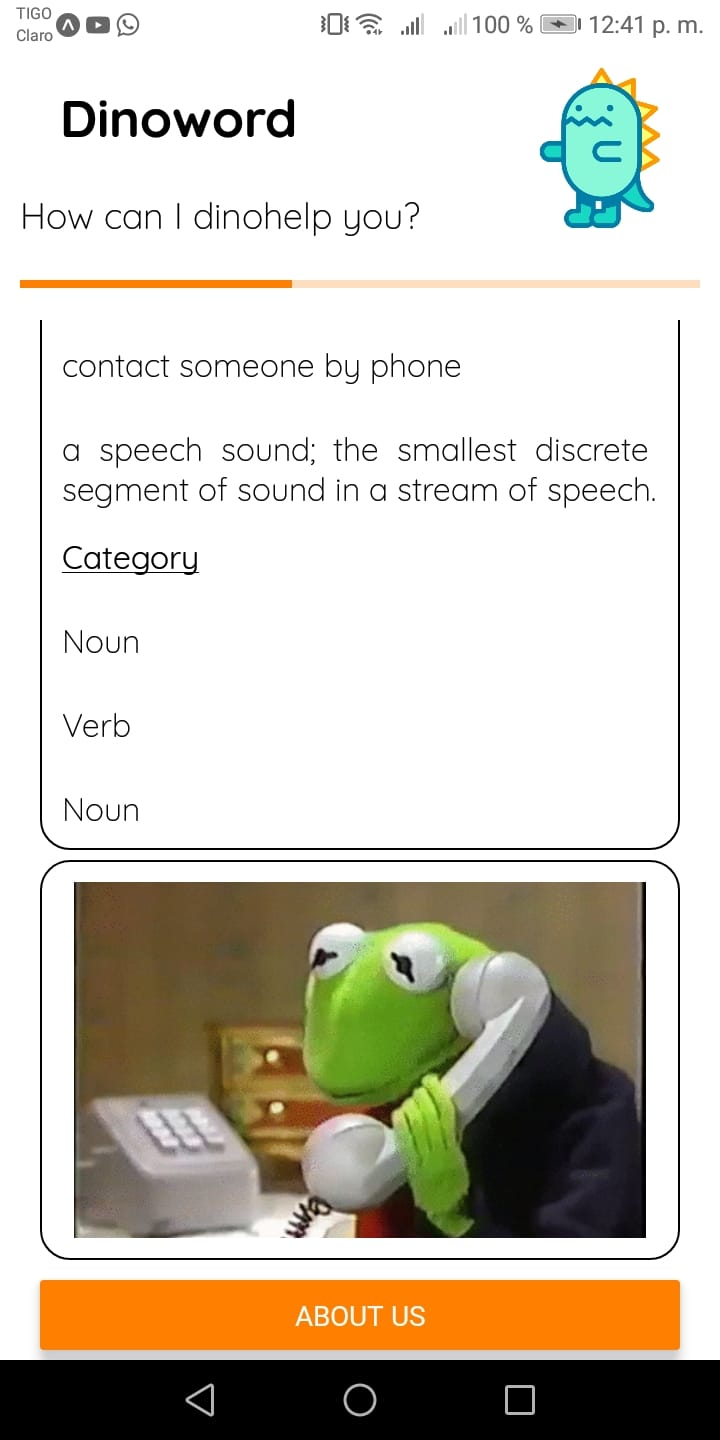 TIGO
Claro
100 %
12:41 p. m.
Dinoword
How can I dinohelp you?
contact someone by phone
a speech sound; the smallest discrete
segment of sound in a stream of speech.
Category
Noun
Verb
Noun
ABOUT US